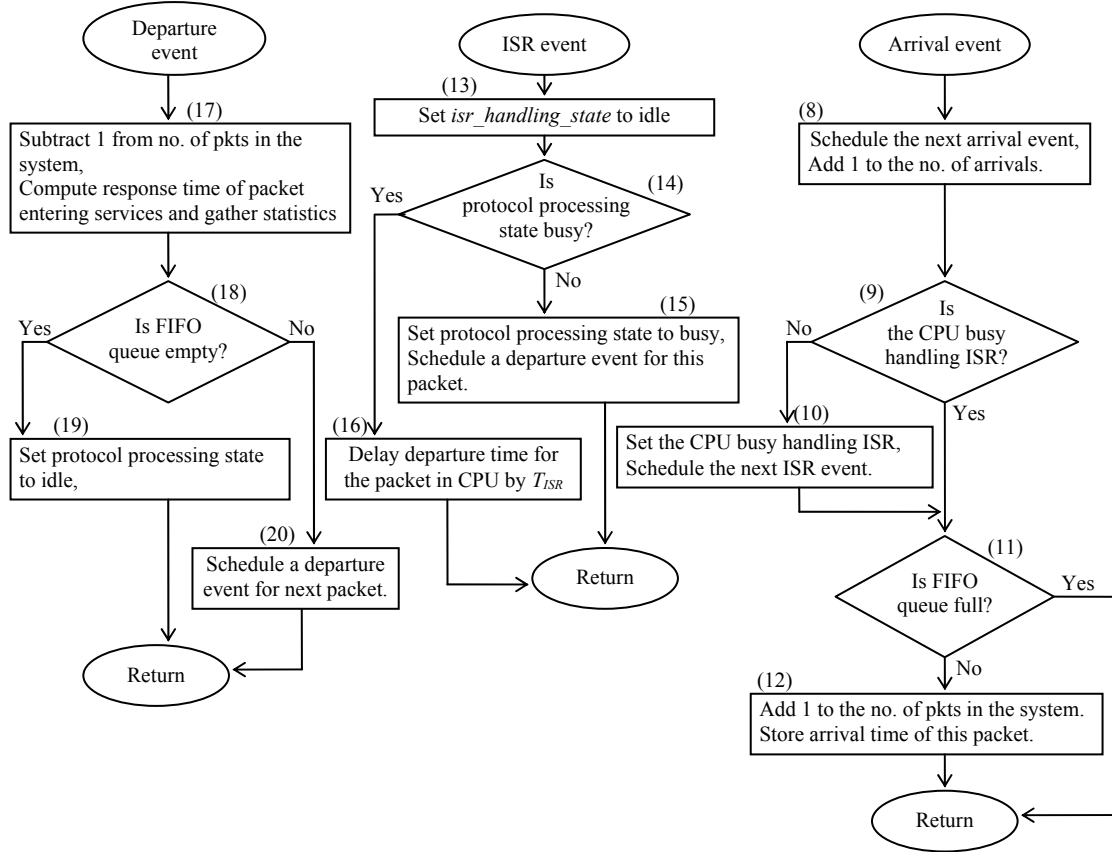 Departure
event
(17)
Subtract 1 from no. of pkts in the
system,
Compute response time of packet
entering services and gather statistics
(18)
Yes
Is FIFO
queue empty?
No
(19)
Set protocol processing state
to idle,
(20)
Schedule a departure
event for next packet.
Return
ISR event
(13)
Set isr_handling_state to idle
(14)
Yes
Is
protocol processing
state busy?
No
(15)
Set protocol processing state to busy,
Schedule a departure event for this
packet.
(16)
Delay departure time for
the packet in CPU by TISR
Return
Arrival event
(8)
Schedule the next arrival event,
Add 1 to the no. of arrivals.
(9)
No
Is
the CPU busy
handling ISR?
Yes
(10)
Set the CPU busy handling ISR,
Schedule the next ISR event.
(11)
Is FIFO
queue full?
Yes
No
(12)
Add 1 to the no. of pkts in the system.
Store arrival time of this packet.
Return